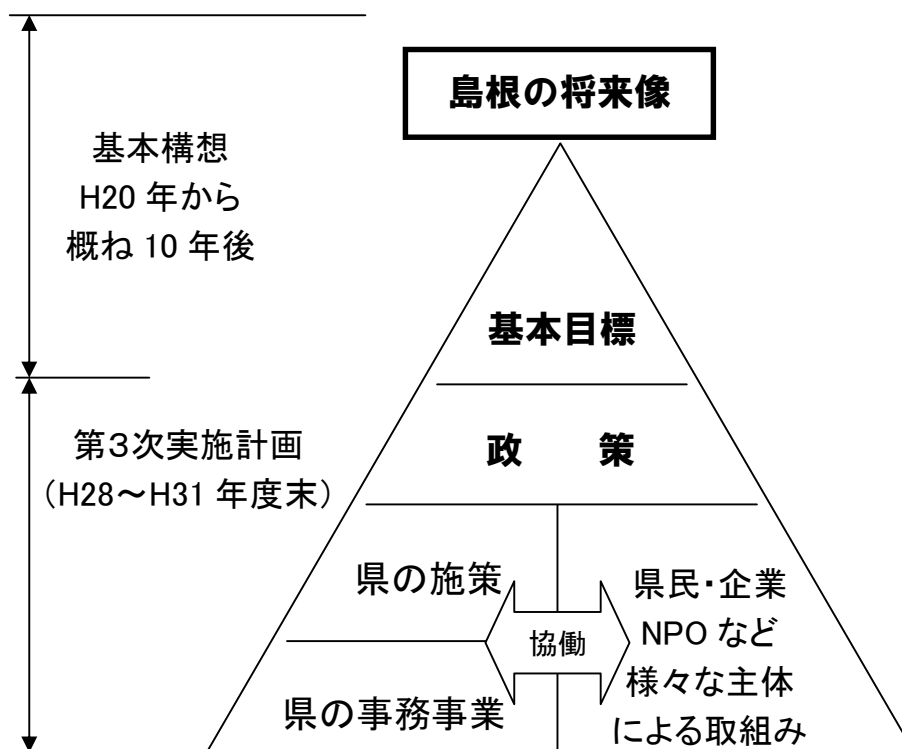 島根の将来像
基本構想
H20 年から
概ね 10 年後
基本目標
第3次実施計画
（H28～H31 年度末）
政　策
県の施策
県の事務事業
協働
県民・企業
NPO など
様々な主体
による取組み